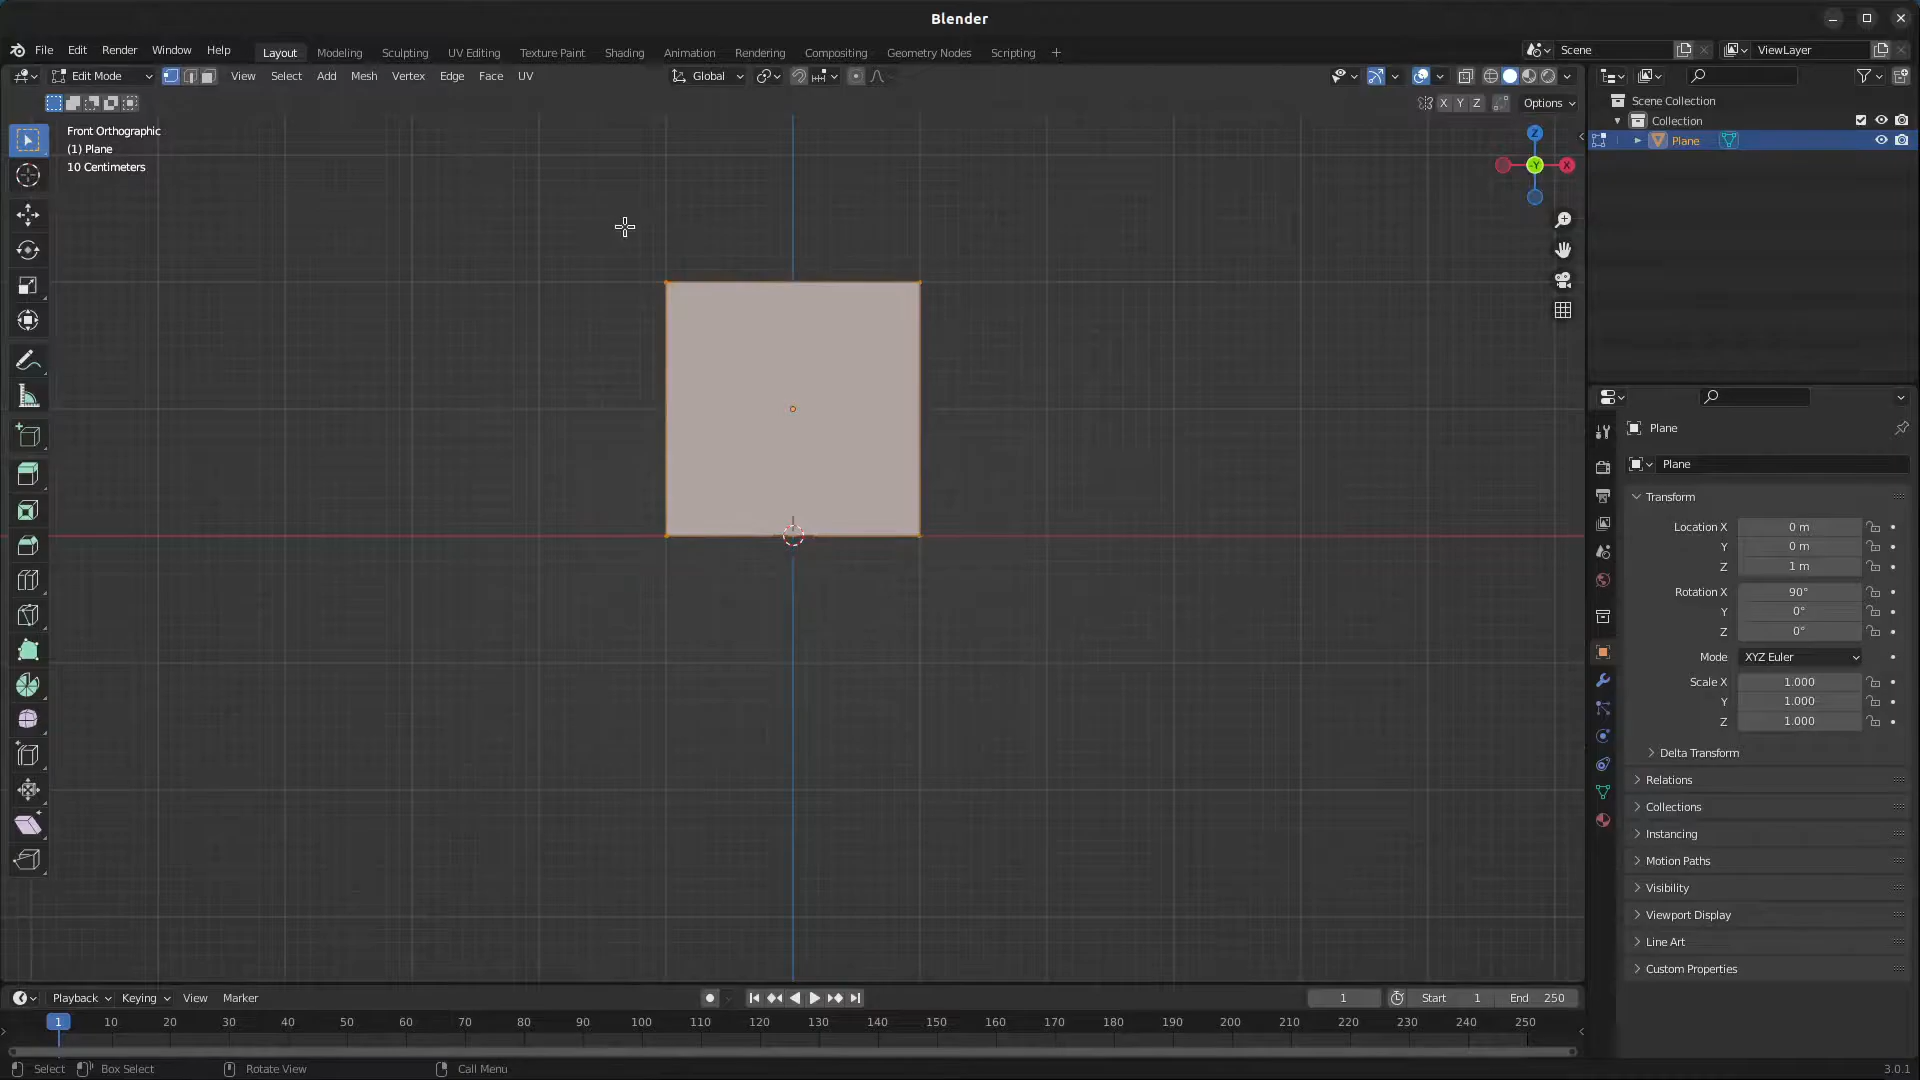 Blender
File Edit Render Window Help Layout Modeling Sculpting UV Editing Texture Paint Shading Animation Rendering Compositing Geometry Nodes Scripting + Scene ViewLayer
Edit Mode View Select Add Mesh Vertex Edge Face UV Global
X Y Z Options
Front Orthographic
(1) Plane
10 Centimeters
Z
-Y
X
Scene Collection
Collection
Plane
Plane
Plane
Transform
Location X 0 m
Y 0 m
Z 1 m
Rotation X 90°
Y 0°
Z 0°
Mode XYZ Euler
Scale X 1.000
Y 1.000
Z 1.000
Delta Transform
Relations
Collections
Instancing
Motion Paths
Visibility
Viewport Display
Line Art
Custom Properties
Playback Keying View Marker 1 Start 1 End 250
1 10 20 30 40 50 60 70 80 90 100 110 120 130 140 150 160 170 180 190 200 210 220 230 240 250
Select Box Select Rotate View Call Menu 3.0.1